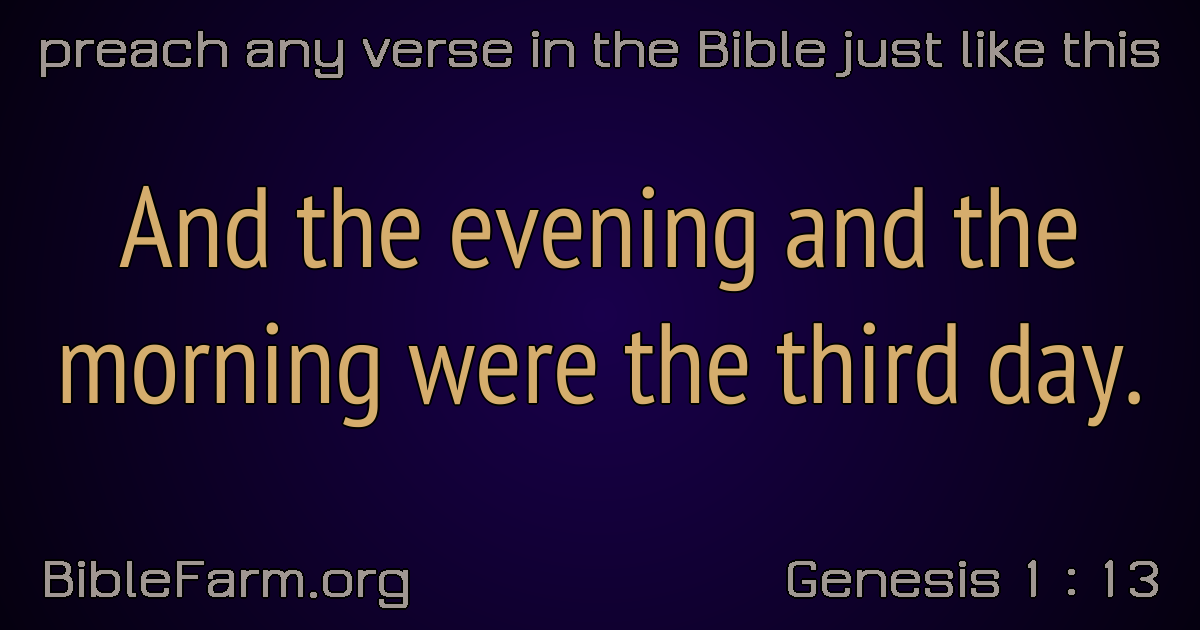 preach any verse in the Bible just like this
And the evening and the
morning were the third day.
BibleFarm.org
Genesis 1 : 13